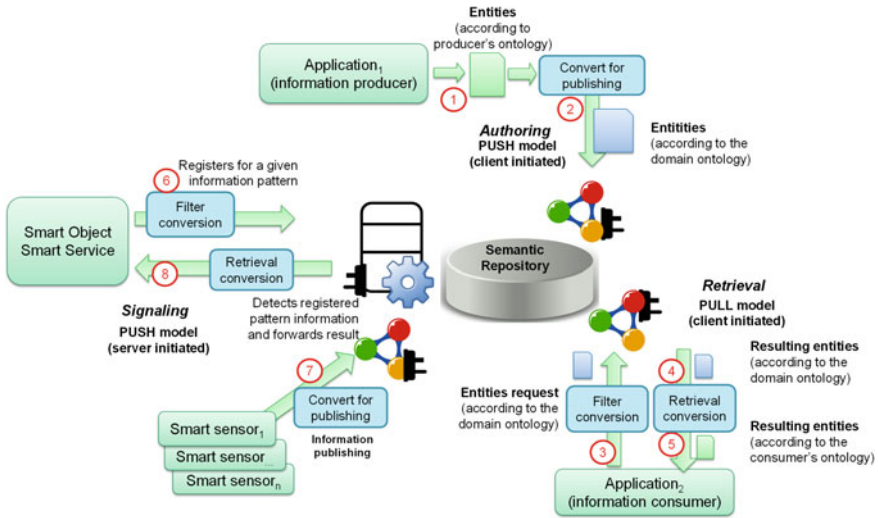 Entities
(according to
producer's ontology)
Application1
(information producer)
1
Convert for
publishing
2
Authoring
PUSH model
(client initiated)
Entitities
(according to the
domain ontology)
6
Registers for a given
information pattern
Filter
conversion
Smart Object
Smart Service
Retrieval
conversion
8
Signaling
PUSH model
(server initiated)
Detects registered
pattern information
and forwards result
Semantic
Repository
Retrieval
PULL model
(client initiated)
7
Convert for
publishing
Information
publishing
Smart sensor1
Smart sensor...
Smart sensorn
Entities request
(according to the
domain ontology)
Filter
conversion
3
4
Retrieval
conversion
5
Resulting entities
(according to the
domain ontology)
Resulting entities
(according to the
consumer's ontology)
Application2
(information consumer)